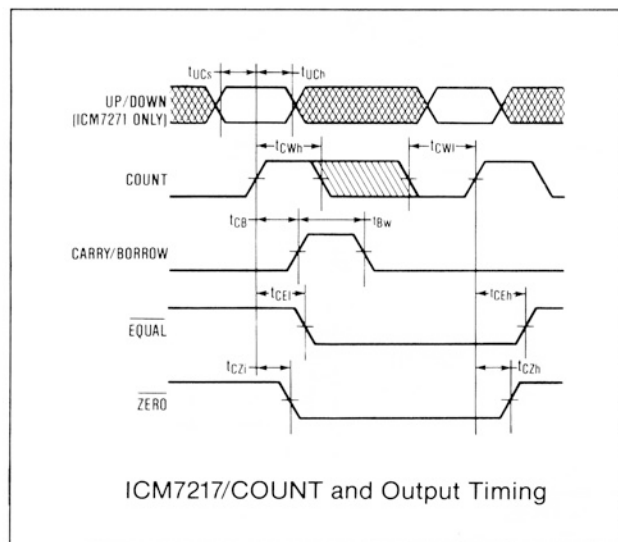 tUCs tUCh
UP/DOWN
(ICM7271 ONLY)
tCWh tCWl
COUNT
tCB tBw
CARRY/BORROW
tCEl tCEh
EQUAL
tCZi tCZh
ZERO
ICM7217/COUNT and Output Timing